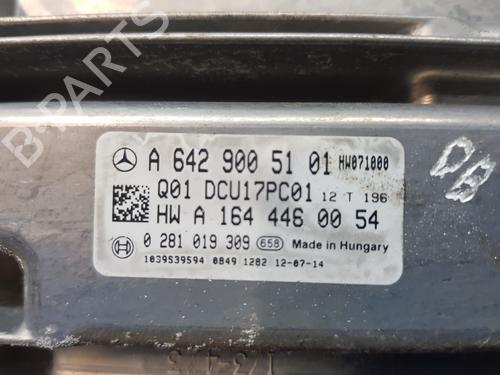 A 642 900 51 01 HW071000
Q01 DCU17PC01 12 T 196
HW A 164 446 00 54
0 281 019 309 658 Made in Hungary
1039S39594 0849 1282 12-07-14
DB
B-Parts